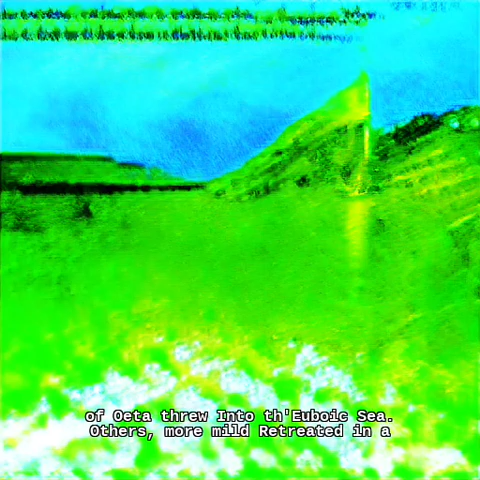 of Oeta threw Into th'Euboic Sea.
Others, more mild Retreated in a